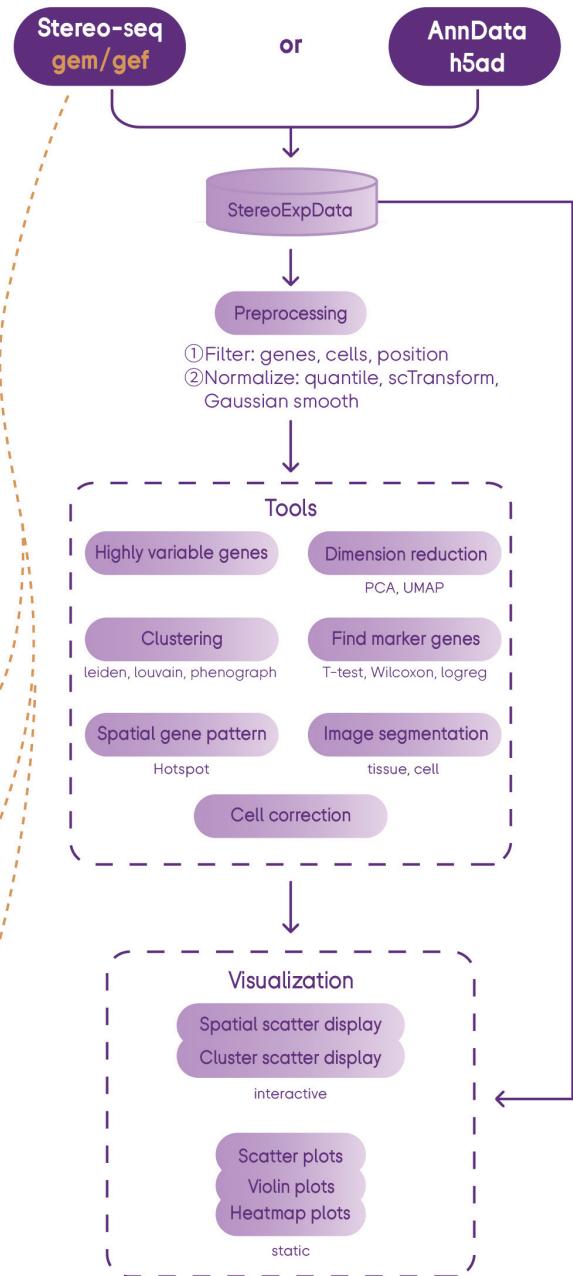 Stereo-seq
gem/gef
or
AnnData
h5ad
StereoExpData
Preprocessing
①Filter: genes, cells, position
②Normalize: quantile, scTransform,
Gaussian smooth
Tools
Highly variable genes
Dimension reduction
PCA, UMAP
Clustering
leiden, louvain, phenograph
Find marker genes
T-test, Wilcoxon, logreg
Spatial gene pattern
Hotspot
Image segmentation
tissue, cell
Cell correction
Visualization
Spatial scatter display
Cluster scatter display
interactive
Scatter plots
Violin plots
Heatmap plots
static